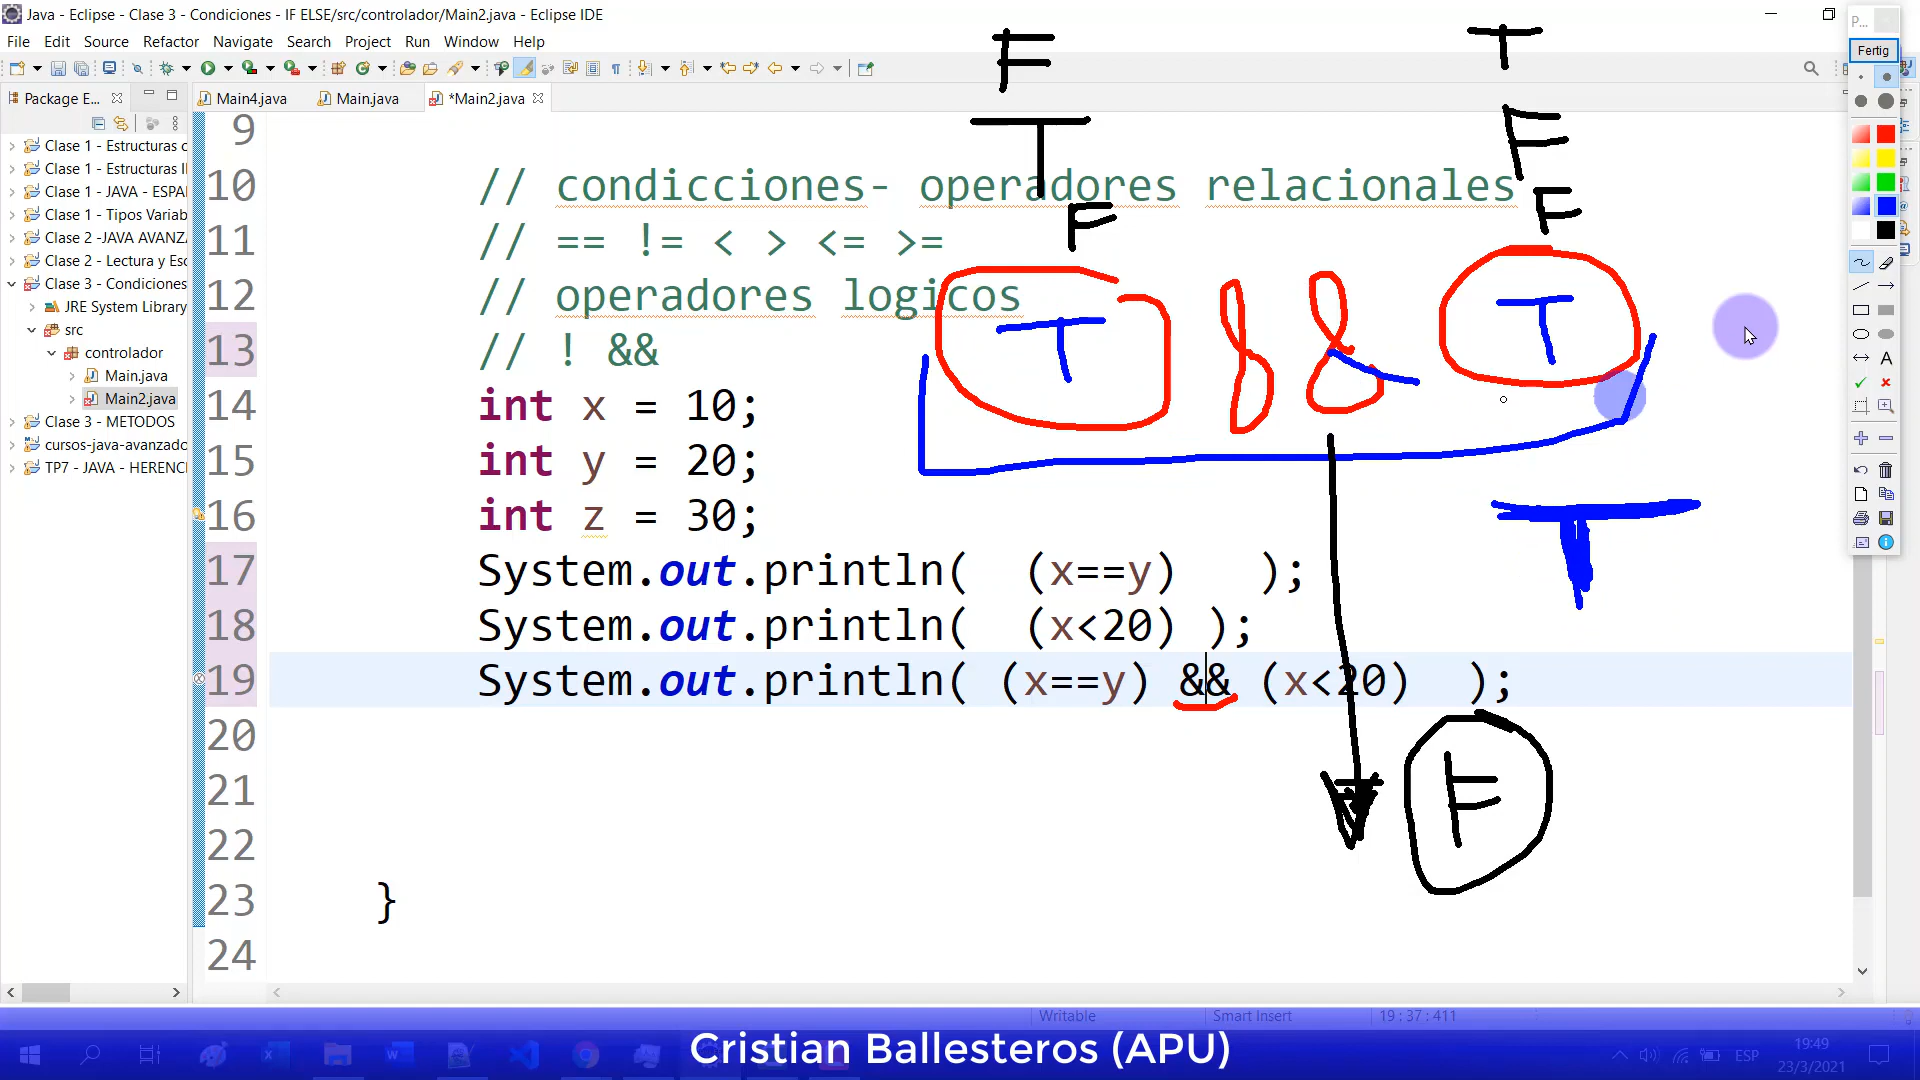 Java - Eclipse - Clase 3 - Condiciones - IF ELSE/src/controlador/Main2.java - Eclipse IDE
File Edit Source Refactor Navigate Search Project Run Window Help
P...
Fertig
Package E...
Main4.java
Main.java
*Main2.java
Clase 1 - Estructuras c
Clase 1 - Estructuras I
Clase 1 - JAVA - ESPA
Clase 1 - Tipos Variab
Clase 2 -JAVA AVANZA
Clase 2 - Lectura y Esc
Clase 3 - Condiciones
JRE System Library
src
controlador
Main.java
Main2.java
Clase 3 - METODOS
cursos-java-avanzado
TP7 - JAVA - HERENC
9
10 // condicciones- operadores relacionales
11 // == != < > <= >=
12 // operadores logicos
13 // ! &&
14 int x = 10;
15 int y = 20;
16 int z = 30;
17 System.out.println( (x==y) );
18 System.out.println( (x<20) );
19 System.out.println( (x==y) && (x<20) );
20
21
22
23 }
24
F T
T F
F F
T && T
T
F
Writable Smart Insert 19 : 37 : 411
Cristian Ballesteros (APU)
ESP
19:49
23/3/2021